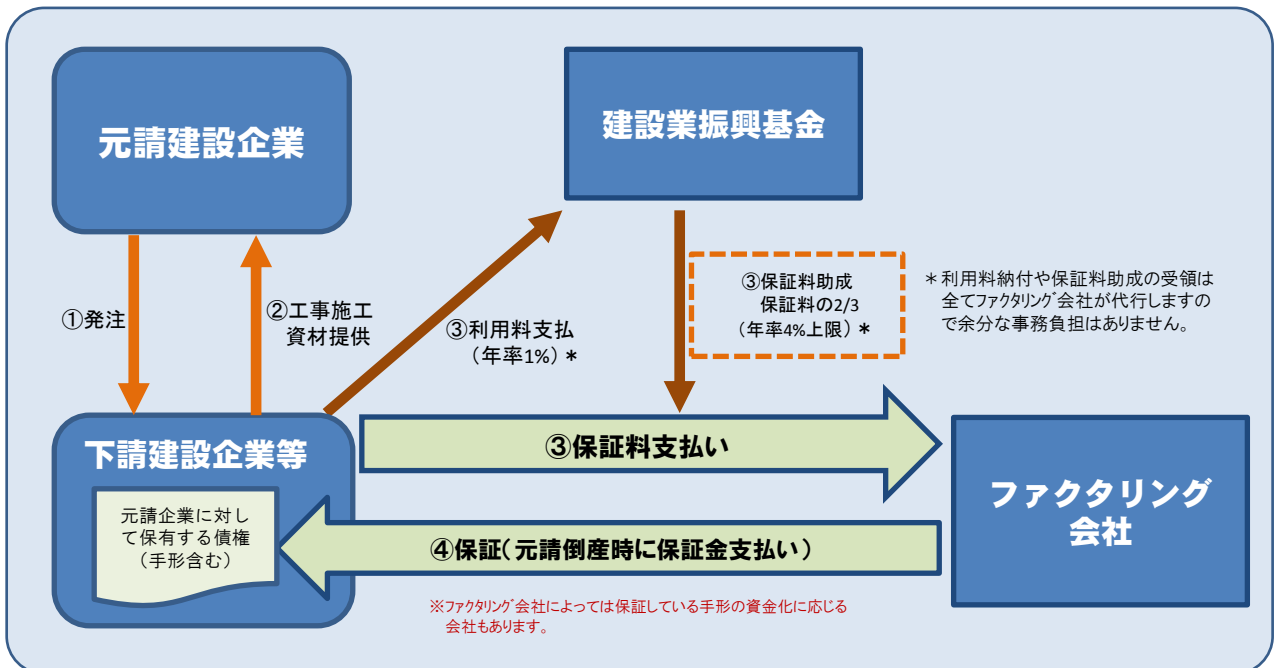 元請建設企業
建設業振興基金
①発注
②工事施工
資材提供
③利用料支払
(年率1%)＊
③保証料助成
保証料の2/3
(年率4%上限)＊
＊利用料納付や保証料助成の受領は
全てﾌｧｸﾀﾘﾝｸﾞ会社が代行しますの
で余分な事務負担はありません。
下請建設企業等
元請企業に対し
て保有する債権
(手形含む)
③保証料支払い
④保証(元請倒産時に保証金支払い)
ファクタリング
会社
※ﾌｧｸﾀﾘﾝｸﾞ会社によっては保証している手形の資金化に応じる
会社もあります。